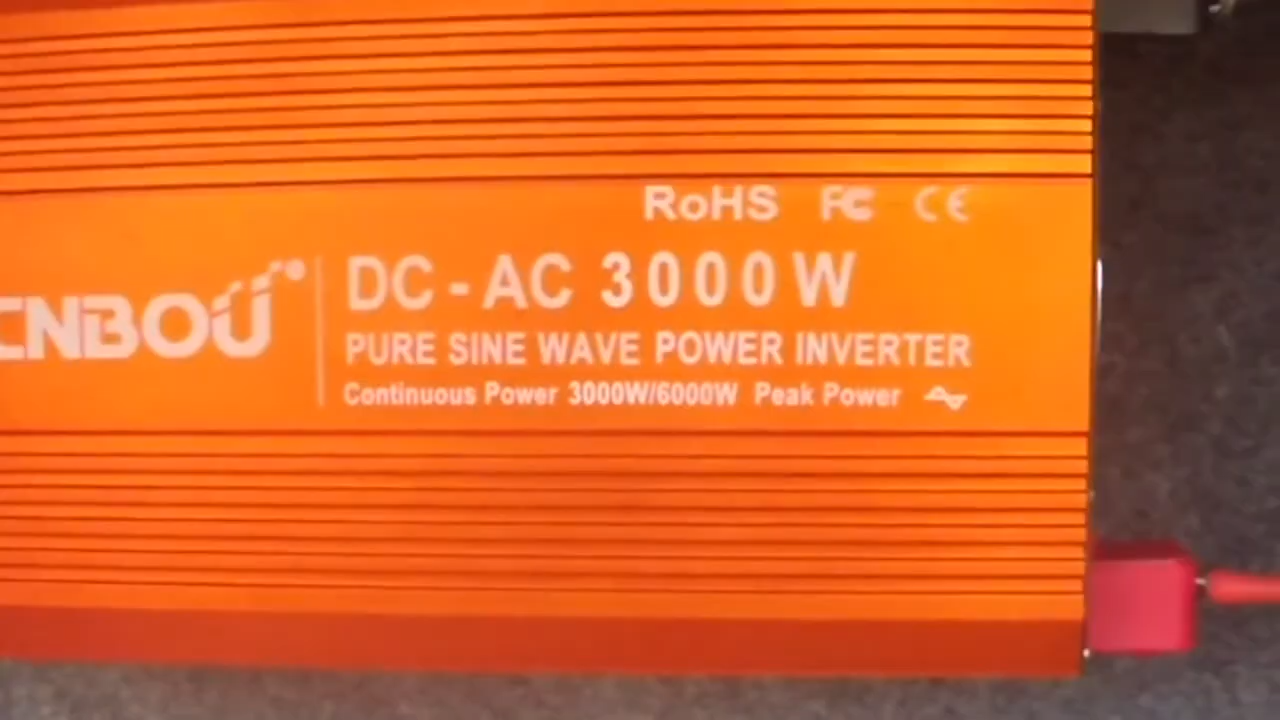 RoHS FC CE
CNBOU
DC-AC 3000W
PURE SINE WAVE POWER INVERTER
Continuous Power 3000W/6000W Peak Power